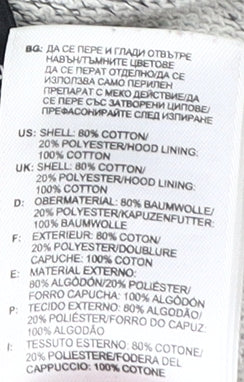 BG: ДА СЕ ПЕРЕ И ГЛАДИ ОТВЪТРЕ
НАВЪН/ТЪМНИТЕ ЦВЕТОВЕ
ДА СЕ ПЕРАТ ОТДЕЛНО/ДА СЕ
ИЗПОЛЗВА САМО ПЕРИЛЕН
ПРЕПАРАТ С МЕКО ДЕЙСТВИЕ/ДА
СЕ ПЕРЕ СЪС ЗАТВОРЕНИ ЦИПОВЕ/
ПРЕФАСОНИРАЙТЕ СЛЕД ИЗПИРАНЕ
US: SHELL: 80% COTTON/
20% POLYESTER/HOOD LINING:
100% COTTON
UK: SHELL: 80% COTTON/
20% POLYESTER/HOOD LINING:
100% COTTON
D: OBERMATERIAL: 80% BAUMWOLLE/
20% POLYESTER/KAPUZENFUTTER:
100% BAUMWOLLE
F: EXTERIEUR: 80% COTON/
20% POLYESTER/DOUBLURE
CAPUCHE: 100% COTON
E: MATERIAL EXTERNO:
80% ALGODÓN/20% POLIÉSTER/
FORRO CAPUCHA: 100% ALGODÓN
P: TECIDO EXTERNO: 80% ALGODÃO/
20% POLIÉSTER/FORRO DO CAPUZ:
100% ALGODÃO
I: TESSUTO ESTERNO: 80% COTONE/
20% POLIESTERE/FODERA DEL
CAPPUCCIO: 100% COTONE